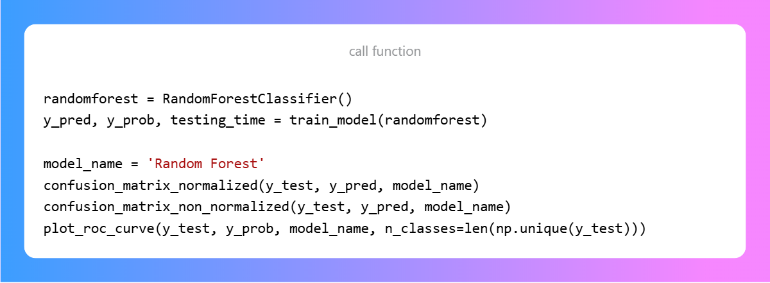 call function
randomforest = RandomForestClassifier()
y_pred, y_prob, testing_time = train_model(randomforest)
model_name = 'Random Forest'
confusion_matrix_normalized(y_test, y_pred, model_name)
confusion_matrix_non_normalized(y_test, y_pred, model_name)
plot_roc_curve(y_test, y_prob, model_name, n_classes=len(np.unique(y_test)))